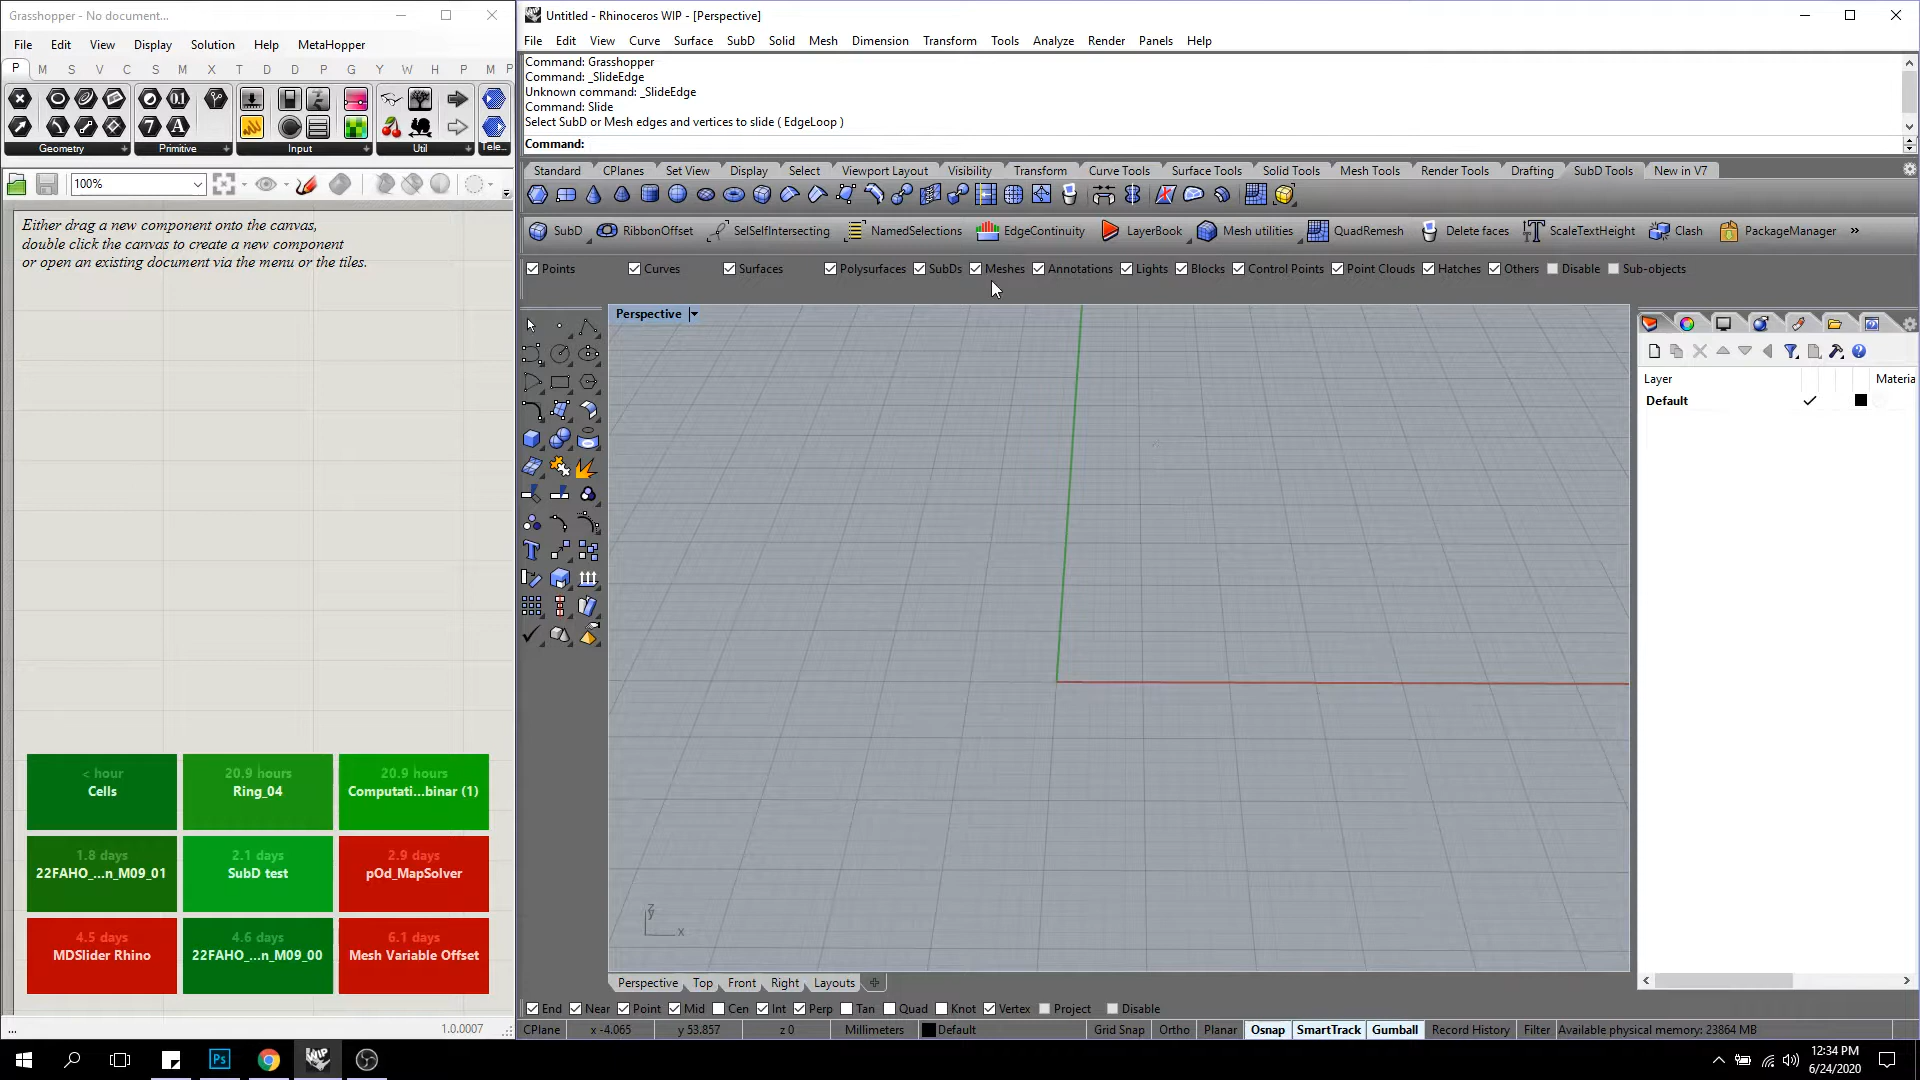 Grasshopper - No document...
File Edit View Display Solution Help MetaHopper
P M S V C S M X T D D P G Y W H P M P
Geometry Primitive Input Util Tele...
100%
Either drag a new component onto the canvas,
double click the canvas to create a new component
or open an existing document via the menu or the tiles.
< hour
Cells
20.9 hours
Ring_04
20.9 hours
Computati...binar (1)
1.8 days
22FAHO_...n_M09_01
2.1 days
SubD test
2.9 days
pOd_MapSolver
4.5 days
MDSlider Rhino
4.6 days
22FAHO_...n_M09_00
6.1 days
Mesh Variable Offset
...
1.0.0007
Untitled - Rhinoceros WIP - [Perspective]
File Edit View Curve Surface SubD Solid Mesh Dimension Transform Tools Analyze Render Panels Help
Command: Grasshopper
Command: _SlideEdge
Unknown command: _SlideEdge
Command: Slide
Select SubD or Mesh edges and vertices to slide ( EdgeLoop )
Command:
Standard CPlanes Set View Display Select Viewport Layout Visibility Transform Curve Tools Surface Tools Solid Tools Mesh Tools Render Tools Drafting SubD Tools New in V7
SubD RibbonOffset SelSelfIntersecting NamedSelections EdgeContinuity LayerBook Mesh utilities QuadRemesh Delete faces ScaleTextHeight Clash PackageManager »
Points Curves Surfaces Polysurfaces SubDs Meshes Annotations Lights Blocks Control Points Point Clouds Hatches Others Disable Sub-objects
Perspective
Layer Materia
Default
z
y
x
Perspective Top Front Right Layouts
End Near Point Mid Cen Int Perp Tan Quad Knot Vertex Project Disable
CPlane x -4.065 y 53.857 z 0 Millimeters Default Grid Snap Ortho Planar Osnap SmartTrack Gumball Record History Filter Available physical memory: 23864 MB
Ps
WIP
12:34 PM
6/24/2020